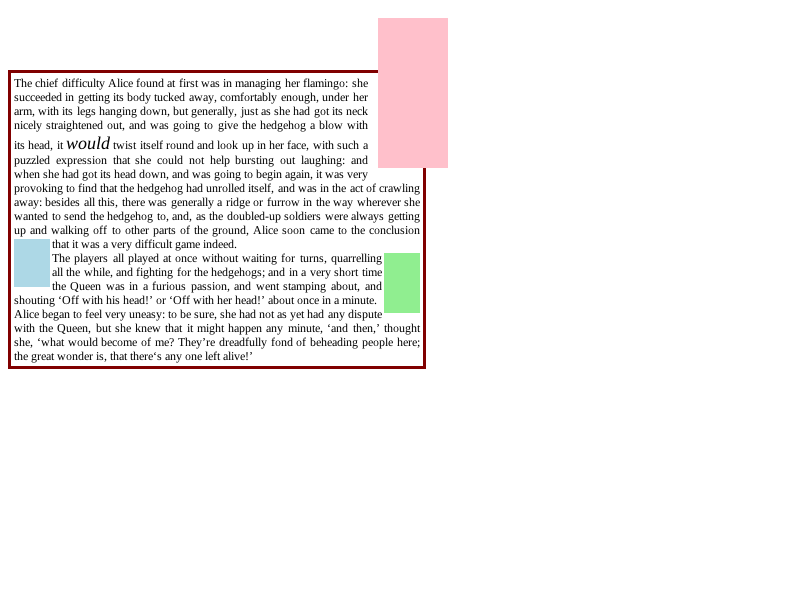 The chief difficulty Alice found at first was in managing her flamingo: she
succeeded in getting its body tucked away, comfortably enough, under her
arm, with its legs hanging down, but generally, just as she had got its neck
nicely straightened out, and was going to give the hedgehog a blow with
its head, it would twist itself round and look up in her face, with such a
puzzled expression that she could not help bursting out laughing: and
when she had got its head down, and was going to begin again, it was very
provoking to find that the hedgehog had unrolled itself, and was in the act of crawling
away: besides all this, there was generally a ridge or furrow in the way wherever she
wanted to send the hedgehog to, and, as the doubled-up soldiers were always getting
up and walking off to other parts of the ground, Alice soon came to the conclusion
that it was a very difficult game indeed.
The players all played at once without waiting for turns, quarrelling
all the while, and fighting for the hedgehogs; and in a very short time
the Queen was in a furious passion, and went stamping about, and
shouting ‘Off with his head!’ or ‘Off with her head!’ about once in a minute.
Alice began to feel very uneasy: to be sure, she had not as yet had any dispute
with the Queen, but she knew that it might happen any minute, ‘and then,’ thought
she, ‘what would become of me? They’re dreadfully fond of beheading people here;
the great wonder is, that there‘s any one left alive!’